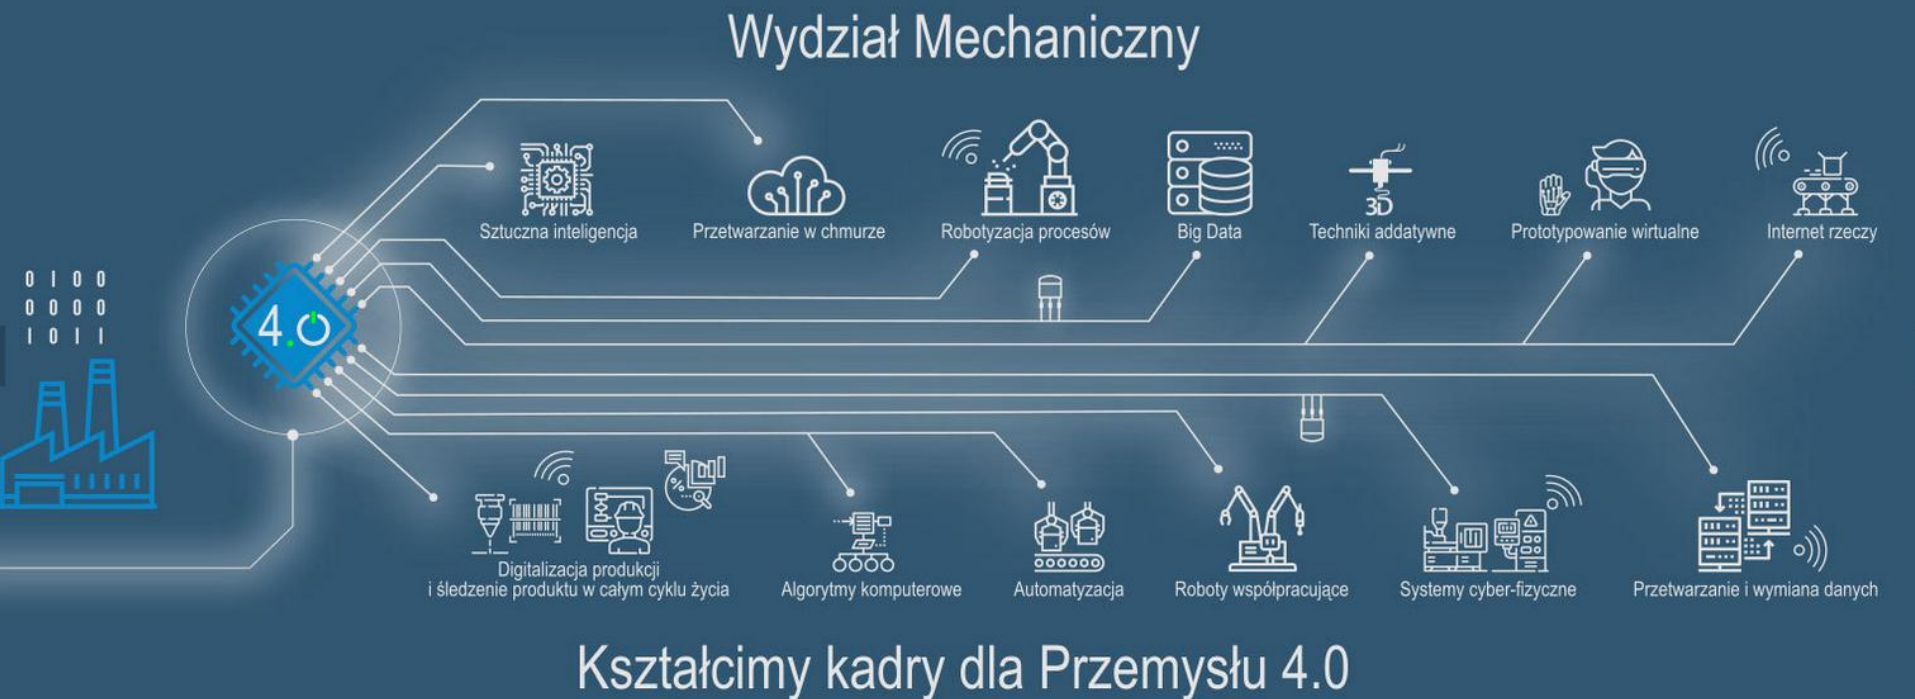 Wydział Mechaniczny
Sztuczna inteligencja
Przetwarzanie w chmurze
Robotyzacja procesów
Big Data
3D
Techniki addatywne
Prototypowanie wirtualne
Internet rzeczy
0 1 0 0
0 0 0 0
1 0 1 1
4.0
Digitalizacja produkcji
i śledzenie produktu w całym cyklu życia
Algorytmy komputerowe
Automatyzacja
Roboty współpracujące
Systemy cyber-fizyczne
Przetwarzanie i wymiana danych
Kształcimy kadry dla Przemysłu 4.0